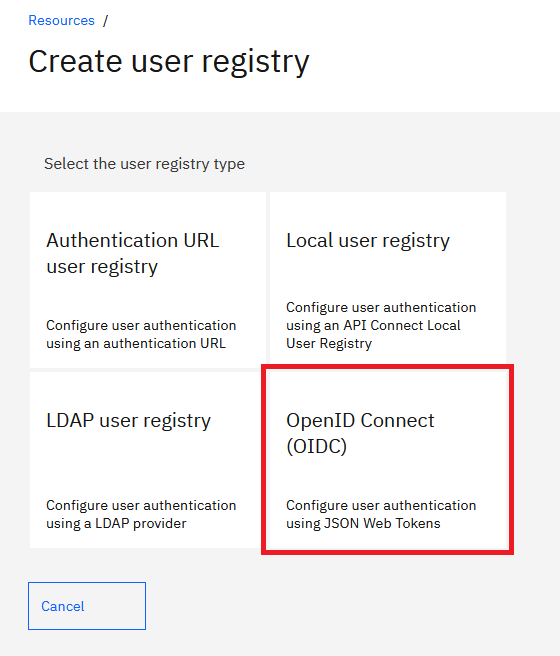 Resources /
Create user registry
Select the user registry type
Authentication URL
user registry
Configure user authentication
using an authentication URL
Local user registry
Configure user authentication
using an API Connect Local
User Registry
LDAP user registry
Configure user authentication
using a LDAP provider
OpenID Connect
(OIDC)
Configure user authentication
using JSON Web Tokens
Cancel